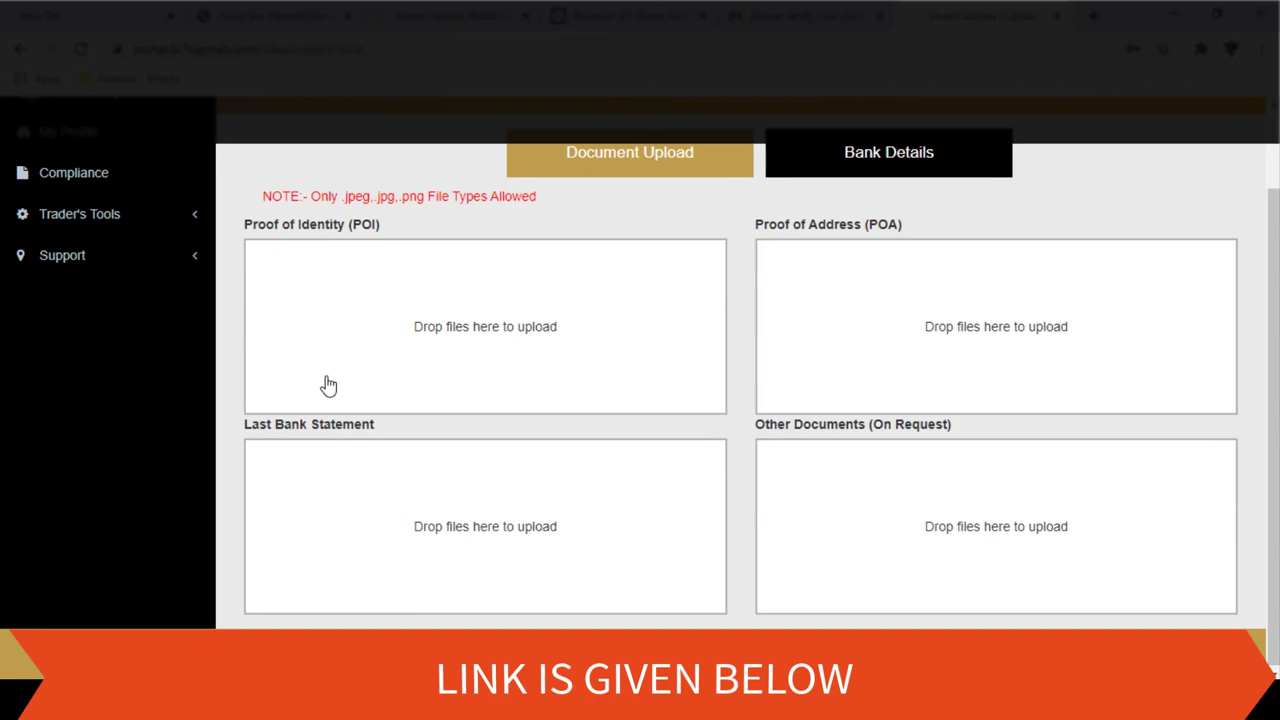 My Profile
Compliance
Trader's Tools
Support
Document Upload
Bank Details
NOTE:- Only .jpeg,.jpg,.png File Types Allowed
Proof of Identity (POI)
Proof of Address (POA)
Drop files here to upload
Drop files here to upload
Last Bank Statement
Other Documents (On Request)
Drop files here to upload
Drop files here to upload
LINK IS GIVEN BELOW